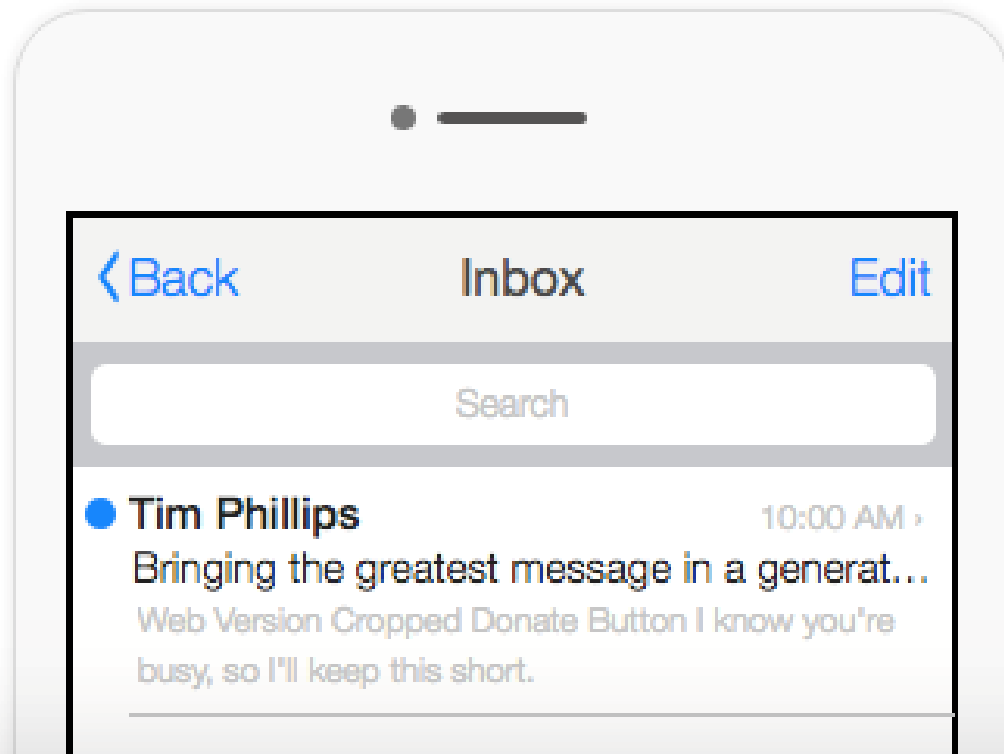 Back Inbox Edit
Search
Tim Phillips 10:00 AM ›
Bringing the greatest message in a generat...
Web Version Cropped Donate Button I know you"re
busy, so I"ll keep this short.